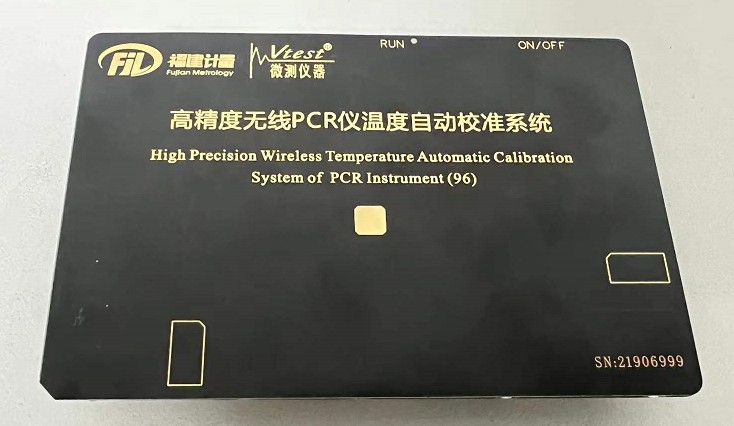 FJL 福建计量
Fujian Metrology
Vtest®
微测仪器
RUN
ON/OFF
高精度无线PCR仪温度自动校准系统
High Precision Wireless Temperature Automatic Calibration
System of PCR Instrument (96)
SN:21906999